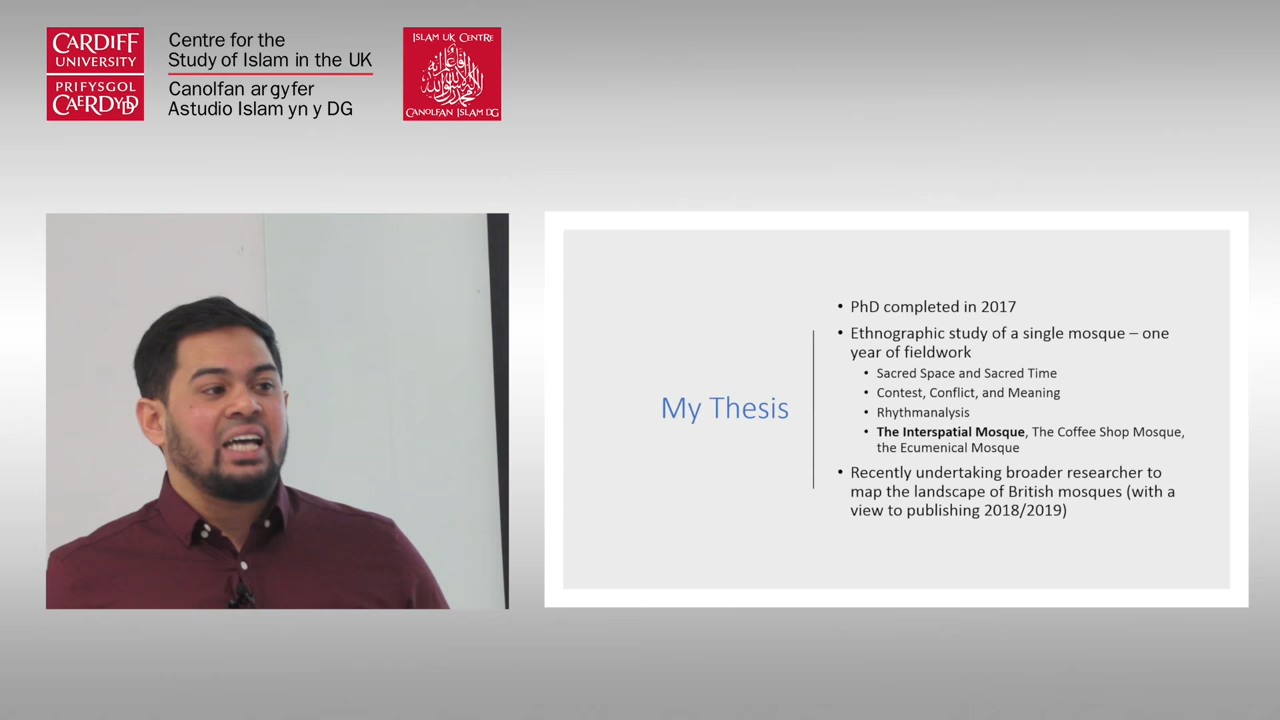 CARDIFF
UNIVERSITY
PRIFYSGOL
CAERDYDD
Centre for the
Study of Islam in the UK
Canolfan ar gyfer
Astudio Islam yn y DG
ISLAM UK CENTRE
CANOLFAN ISLAM DG
My Thesis
• PhD completed in 2017
• Ethnographic study of a single mosque – one
year of fieldwork
• Sacred Space and Sacred Time
• Contest, Conflict, and Meaning
• Rhythmanalysis
• The Interspatial Mosque, The Coffee Shop Mosque,
the Ecumenical Mosque
• Recently undertaking broader researcher to
map the landscape of British mosques (with a
view to publishing 2018/2019)